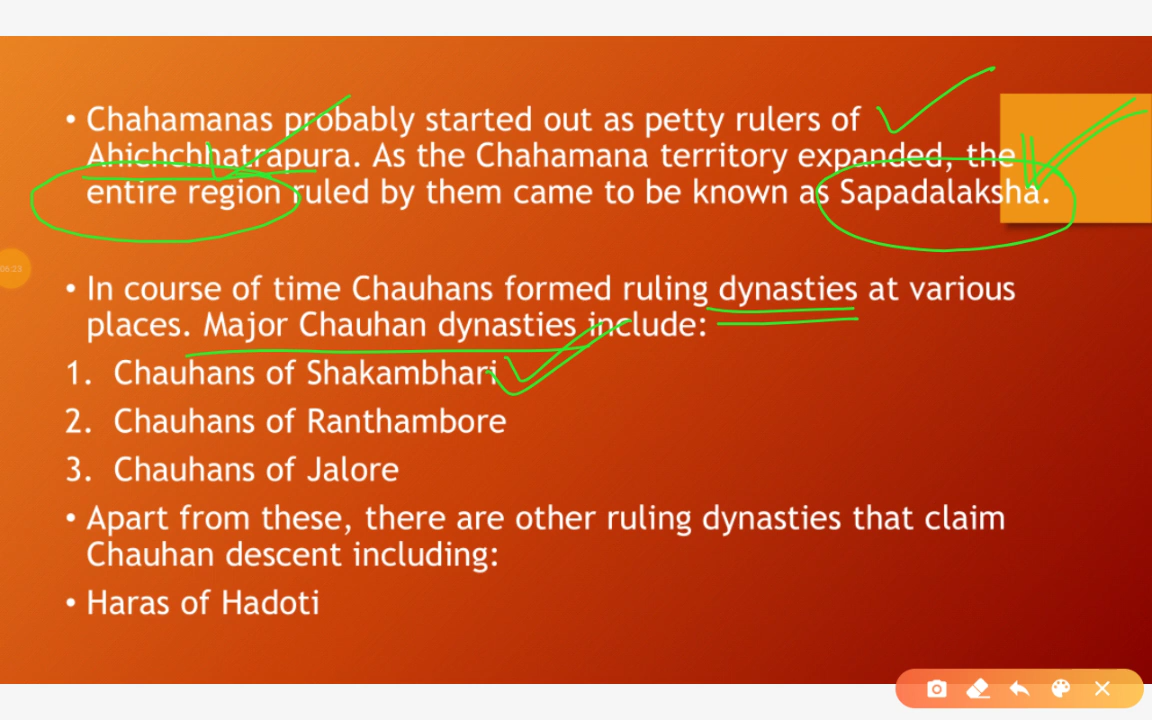 • Chahamanas probably started out as petty rulers of
Ahichchhatrapura. As the Chahamana territory expanded, the
entire region ruled by them came to be known as Sapadalaksha.
• In course of time Chauhans formed ruling dynasties at various
places. Major Chauhan dynasties include:
1. Chauhans of Shakambhari
2. Chauhans of Ranthambore
3. Chauhans of Jalore
• Apart from these, there are other ruling dynasties that claim
Chauhan descent including:
• Haras of Hadoti
06:23